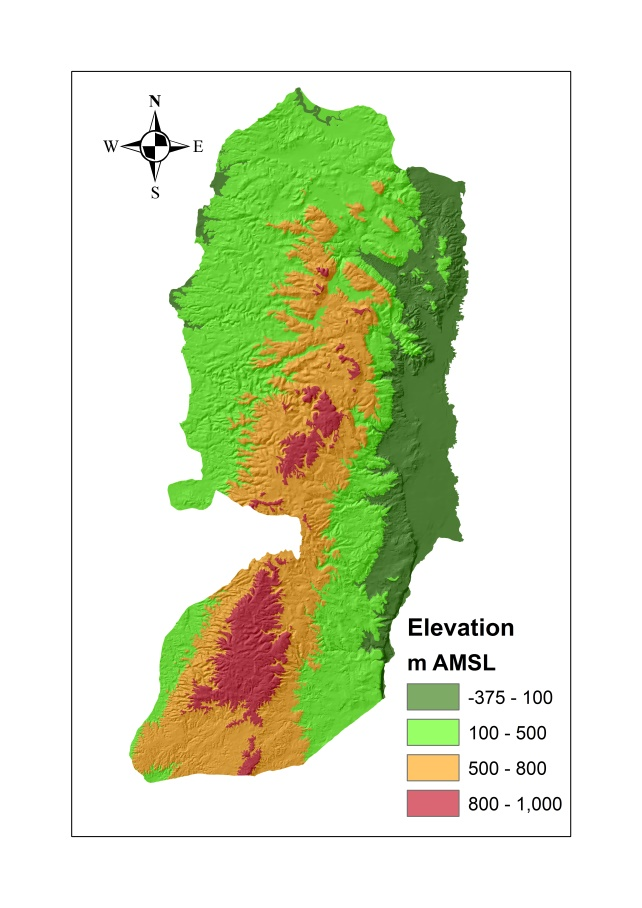 N
W E
S
Elevation
m AMSL
-375 - 100
100 - 500
500 - 800
800 - 1,000